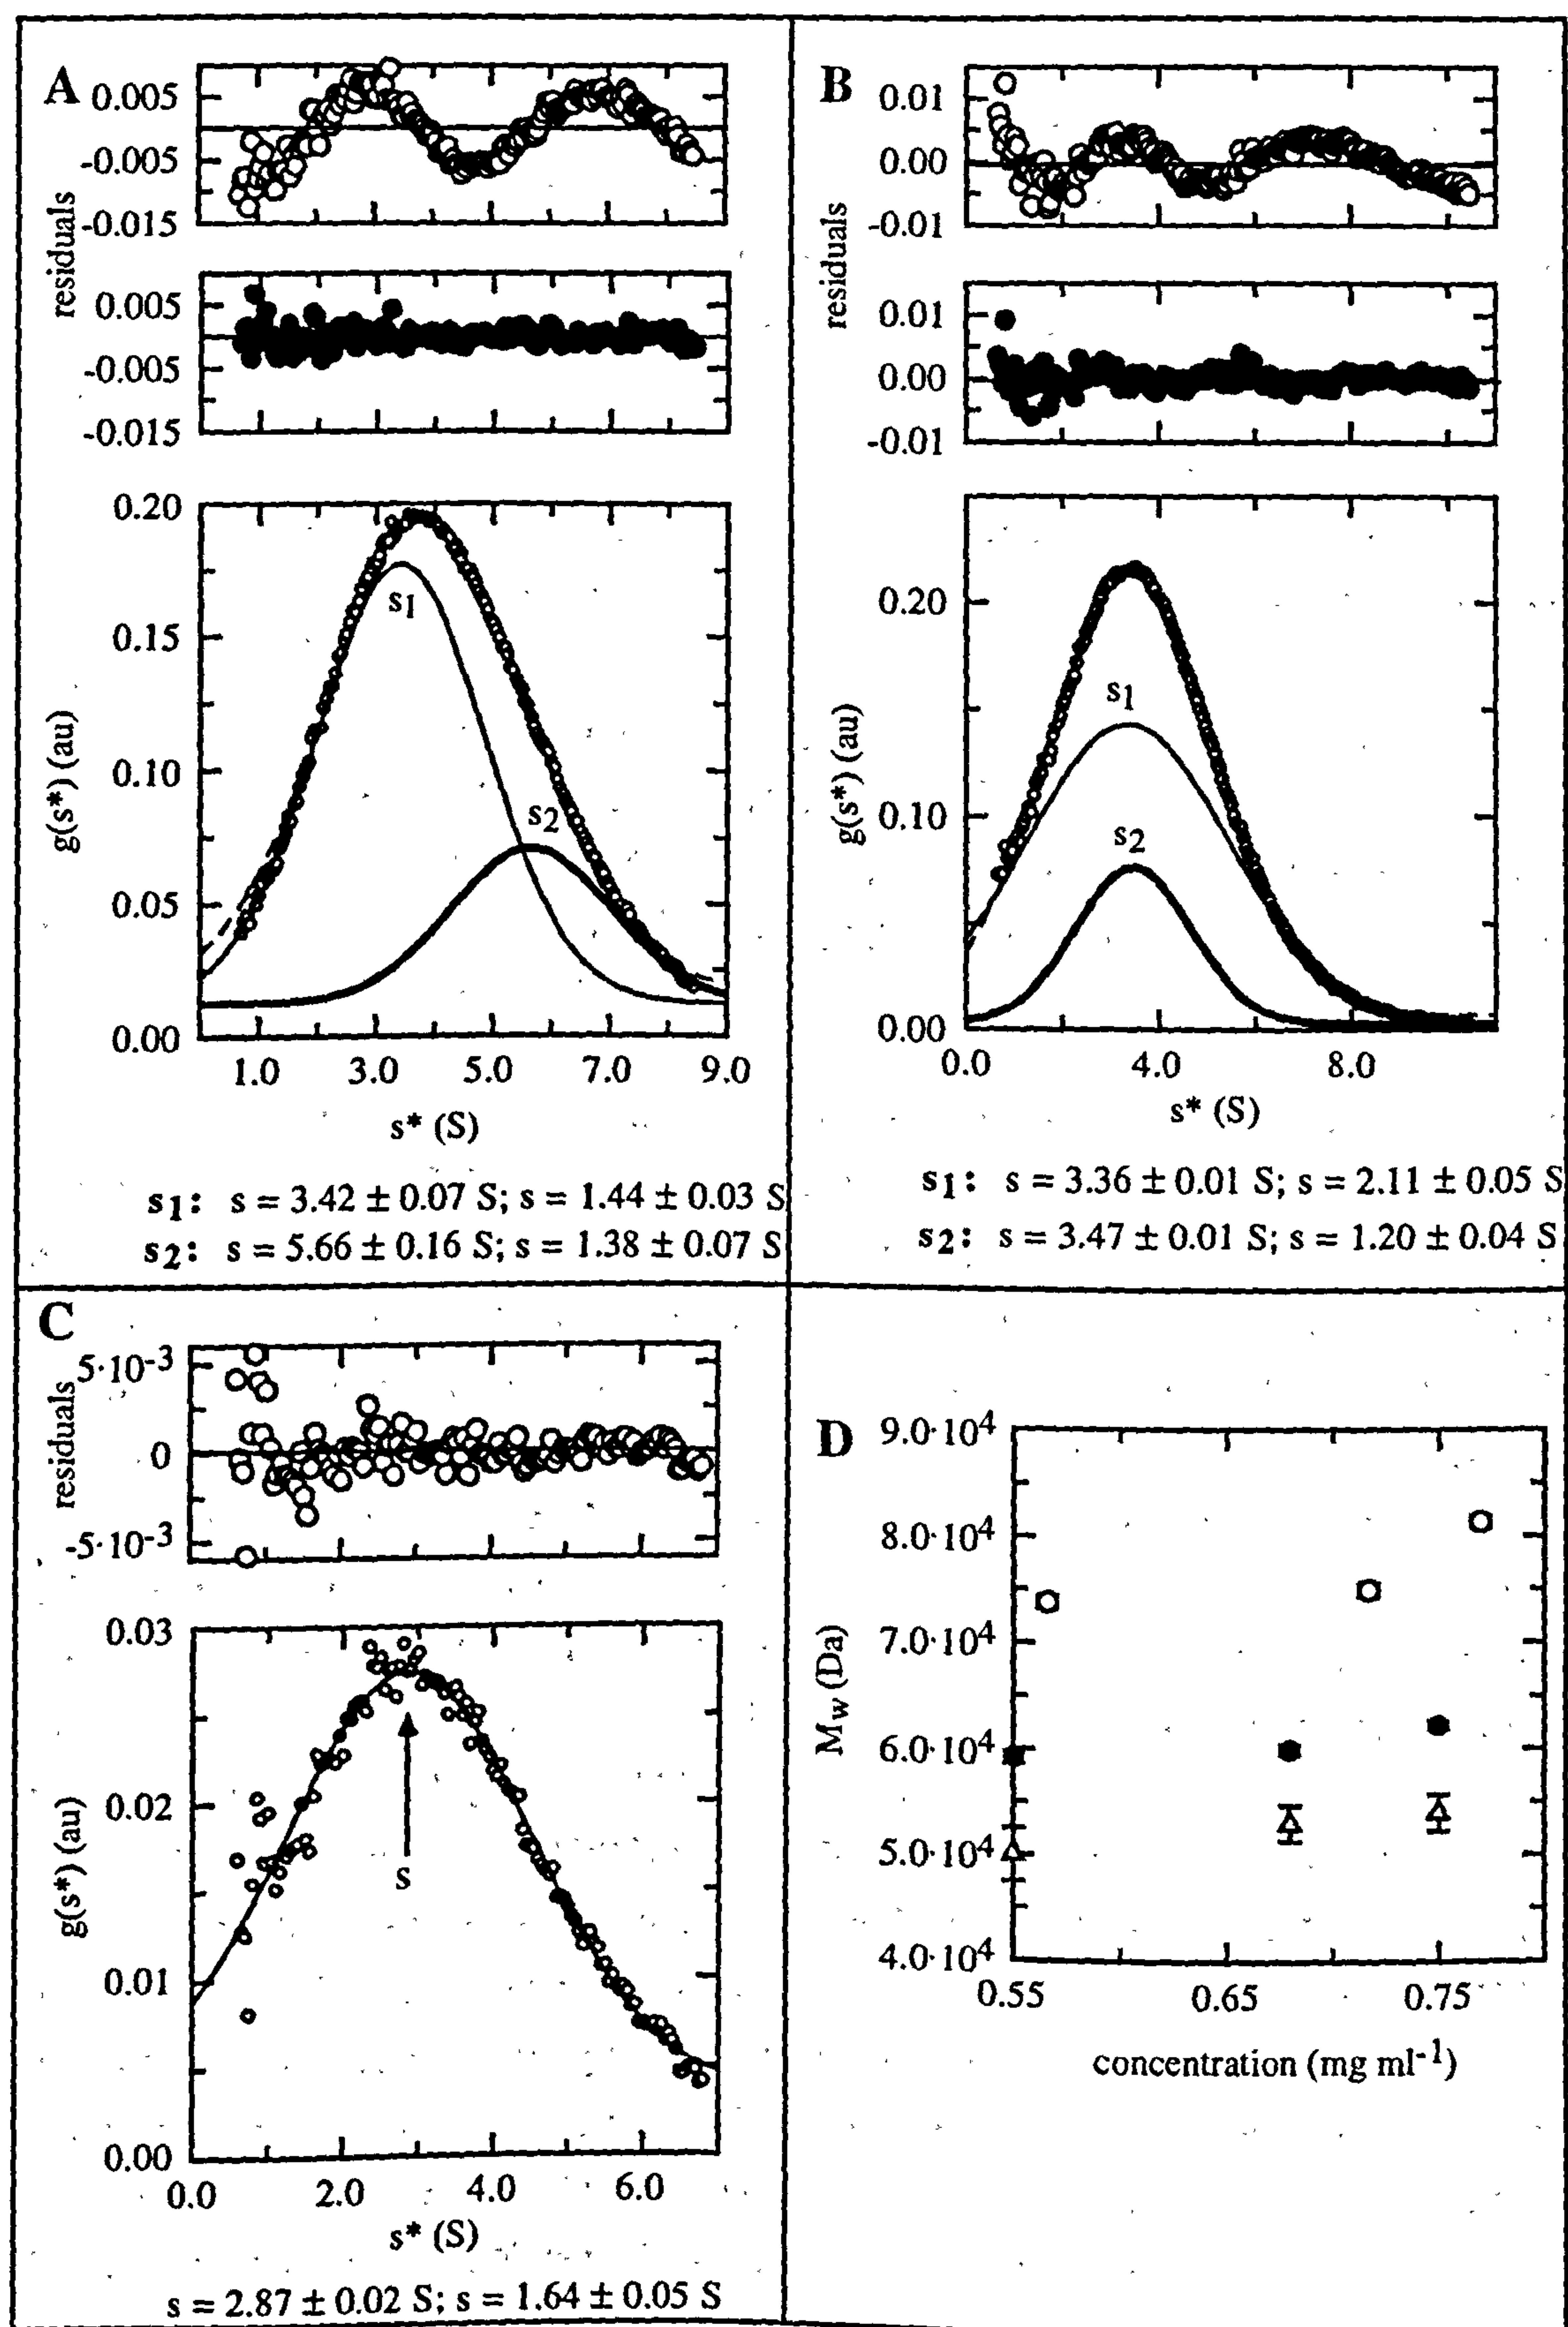 A
0.005
-0.005
-0.015
residuals
0.005
-0.005
-0.015
0.20
0.15
0.10
0.05
0.00
g(s*) (au)
s1
s2
1.0 3.0 5.0 7.0 9.0
s* (S)
s1: s = 3.42 ± 0.07 S; s = 1.44 ± 0.03 S
s2: s = 5.66 ± 0.16 S; s = 1.38 ± 0.07 S
B
0.01
0.00
-0.01
residuals
0.01
0.00
-0.01
0.20
0.10
0.00
g(s*) (au)
s1
s2
0.0 4.0 8.0
s* (S)
s1: s = 3.36 ± 0.01 S; s = 2.11 ± 0.05 S
s2: s = 3.47 ± 0.01 S; s = 1.20 ± 0.04 S
C
5·10-3
0
-5·10-3
residuals
0.03
0.02
0.01
0.00
g(s*) (au)
s
0.0 2.0 4.0 6.0
s* (S)
s = 2.87 ± 0.02 S; s = 1.64 ± 0.05 S
D
9.0·104
8.0·104
7.0·104
6.0·104
5.0·104
4.0·104
Mw (Da)
0.55 0.65 0.75
concentration (mg ml-1)